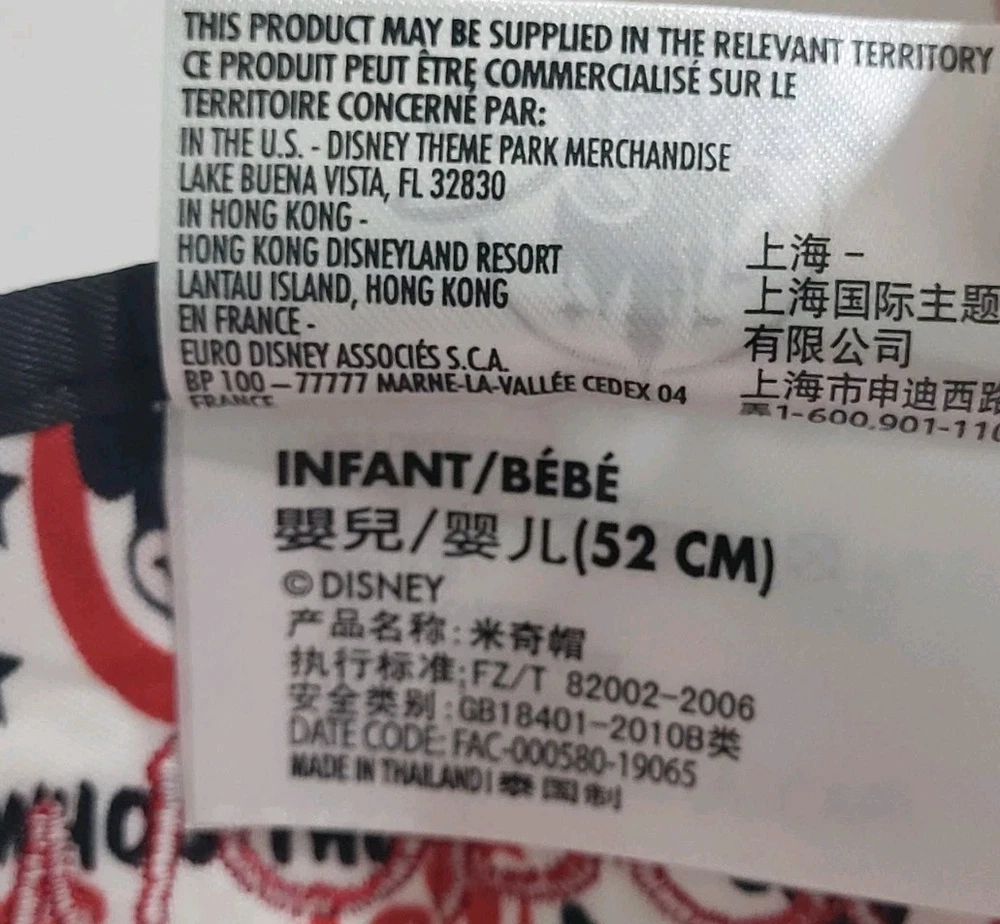 THIS PRODUCT MAY BE SUPPLIED IN THE RELEVANT TERRITORY
CE PRODUIT PEUT ÊTRE COMMERCIALISÉ SUR LE
TERRITOIRE CONCERNÉ PAR:
IN THE U.S. - DISNEY THEME PARK MERCHANDISE
LAKE BUENA VISTA, FL 32830
IN HONG KONG -
HONG KONG DISNEYLAND RESORT
LANTAU ISLAND, HONG KONG
EN FRANCE -
EURO DISNEY ASSOCIÉS S.C.A.
BP 100 – 77777 MARNE-LA-VALLÉE CEDEX 04
FRANCE
上海 -
上海国际主题
有限公司
上海市申迪西路
INFANT/BÉBÉ
嬰兒/婴儿(52 CM)
© DISNEY
产品名称:米奇帽
执行标准:FZ/T 82002-2006
安全类别:GB18401-2010B类
DATE CODE: FAC-000580-19065
MADE IN THAILAND | 泰国制